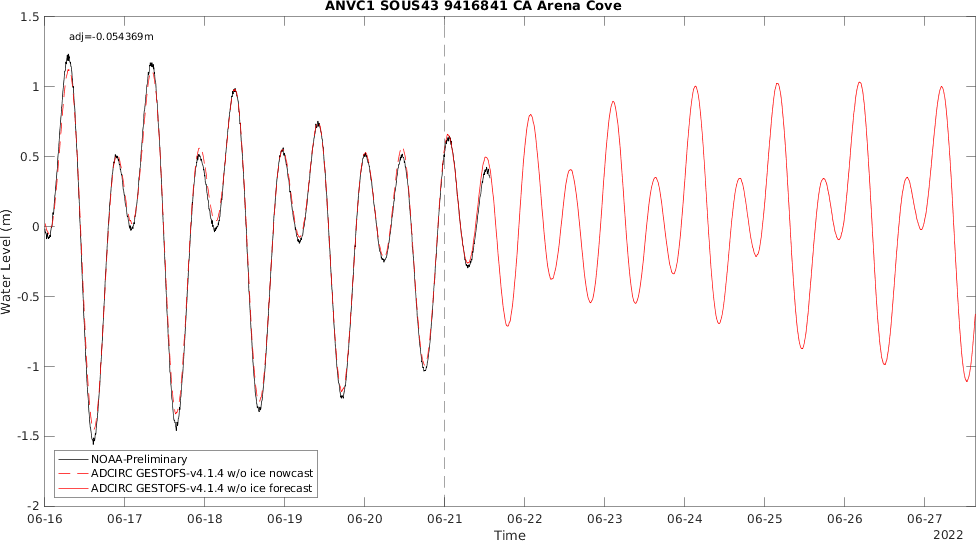 ANVC1 SOUS43 9416841 CA Arena Cove
adj=-0.054369m
1.5
1
0.5
0
-0.5
-1
-1.5
-2
Water Level (m)
NOAA-Preliminary
ADCIRC GESTOFS-v4.1.4 w/o ice nowcast
ADCIRC GESTOFS-v4.1.4 w/o ice forecast
06-16 06-17 06-18 06-19 06-20 06-21 06-22 06-23 06-24 06-25 06-26 06-27
Time
2022